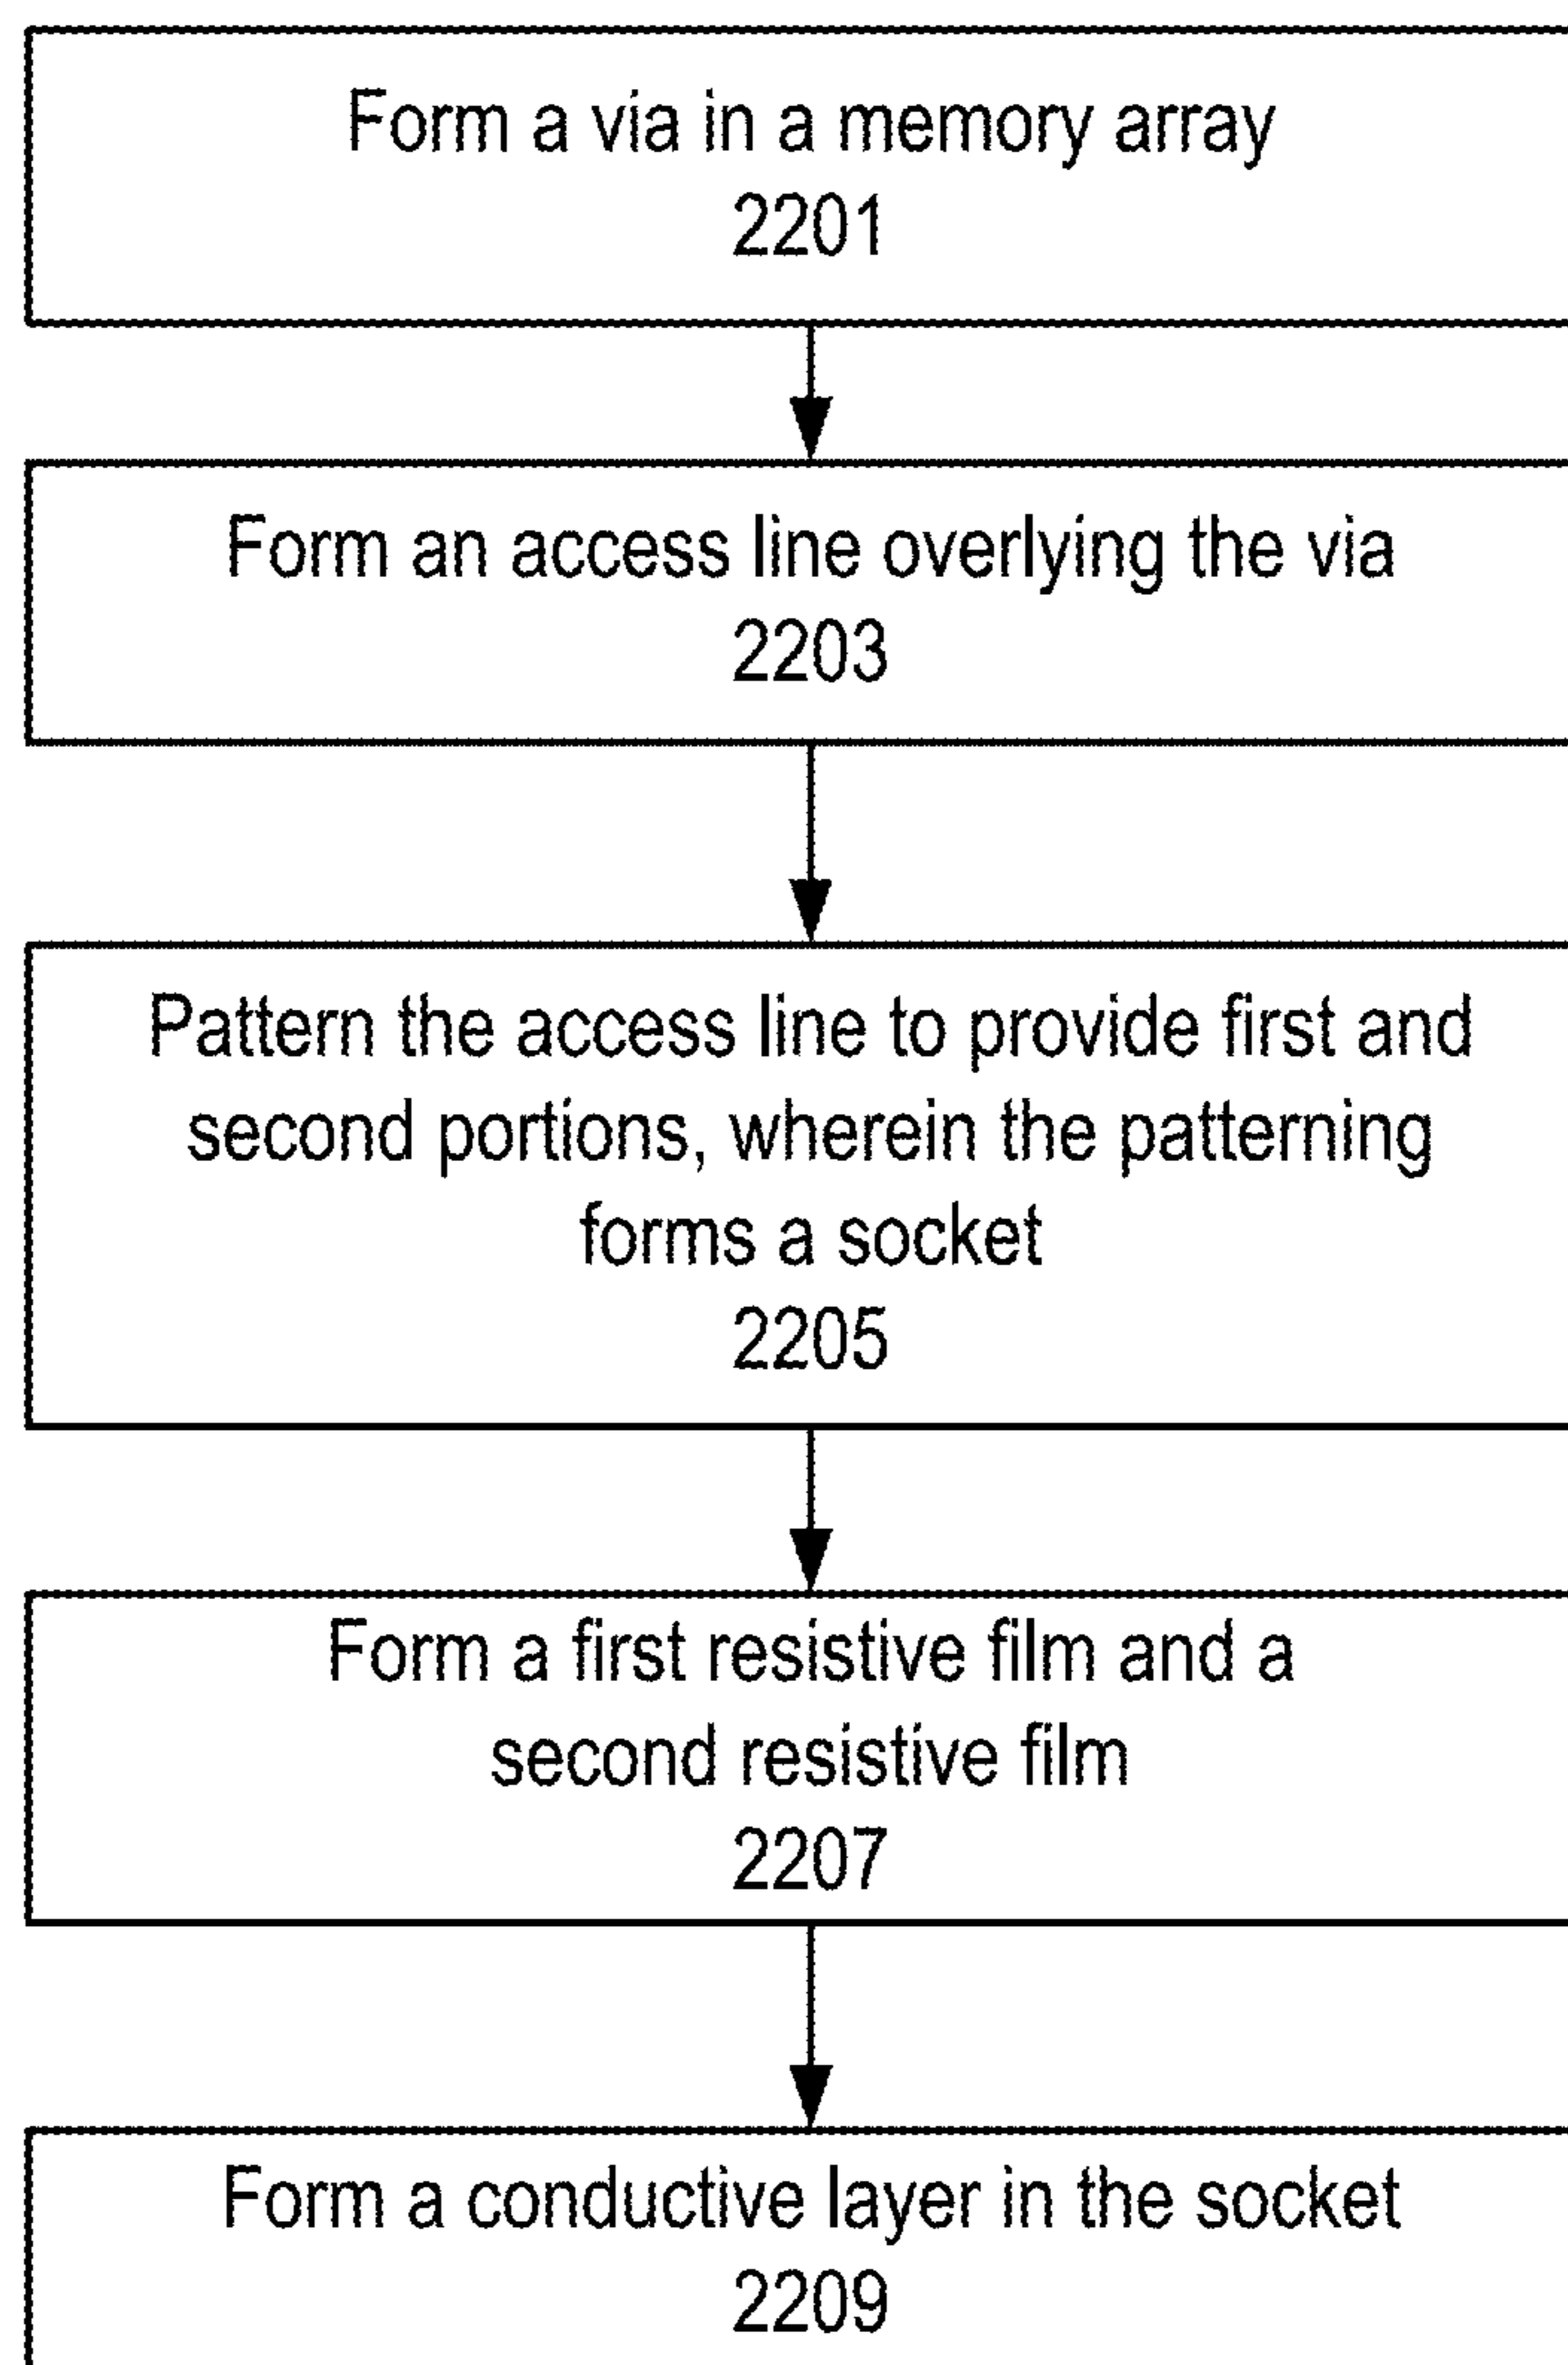 Form a via in a memory array
2201
Form an access line overlying the via
2203
Pattern the access line to provide first and
second portions, wherein the patterning
forms a socket
2205
Form a first resistive film and a
second resistive film
2207
Form a conductive layer in the socket
2209